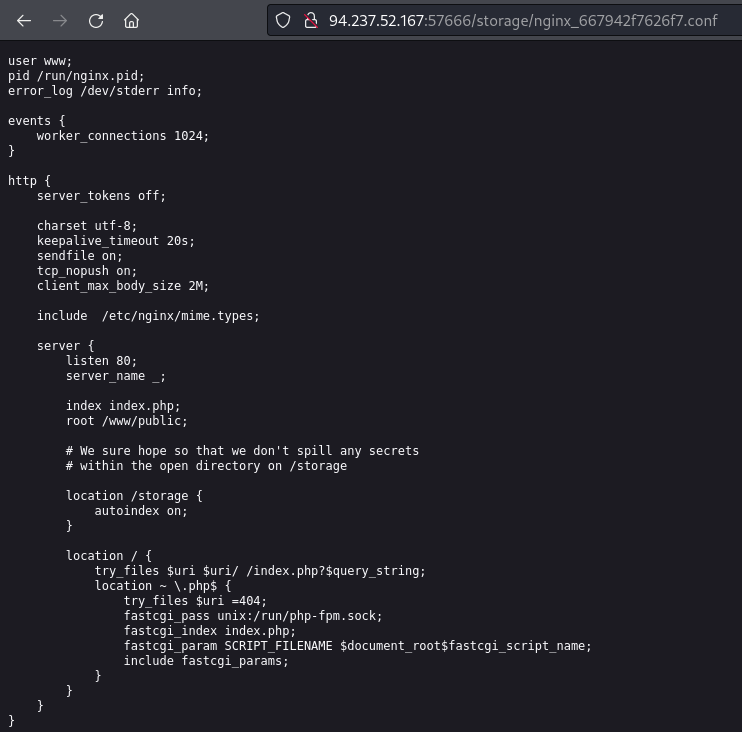 94.237.52.167:57666/storage/nginx_667942f7626f7.conf
user www;
pid /run/nginx.pid;
error_log /dev/stderr info;
events {
    worker_connections 1024;
}
http {
    server_tokens off;
    charset utf-8;
    keepalive_timeout 20s;
    sendfile on;
    tcp_nopush on;
    client_max_body_size 2M;
    include  /etc/nginx/mime.types;
    server {
        listen 80;
        server_name _;
        index index.php;
        root /www/public;
        # We sure hope so that we don't spill any secrets
        # within the open directory on /storage
        location /storage {
            autoindex on;
        }
        location / {
            try_files $uri $uri/ /index.php?$query_string;
            location ~ \.php$ {
                try_files $uri =404;
                fastcgi_pass unix:/run/php-fpm.sock;
                fastcgi_index index.php;
                fastcgi_param SCRIPT_FILENAME $document_root$fastcgi_script_name;
                include fastcgi_params;
            }
        }
    }
}